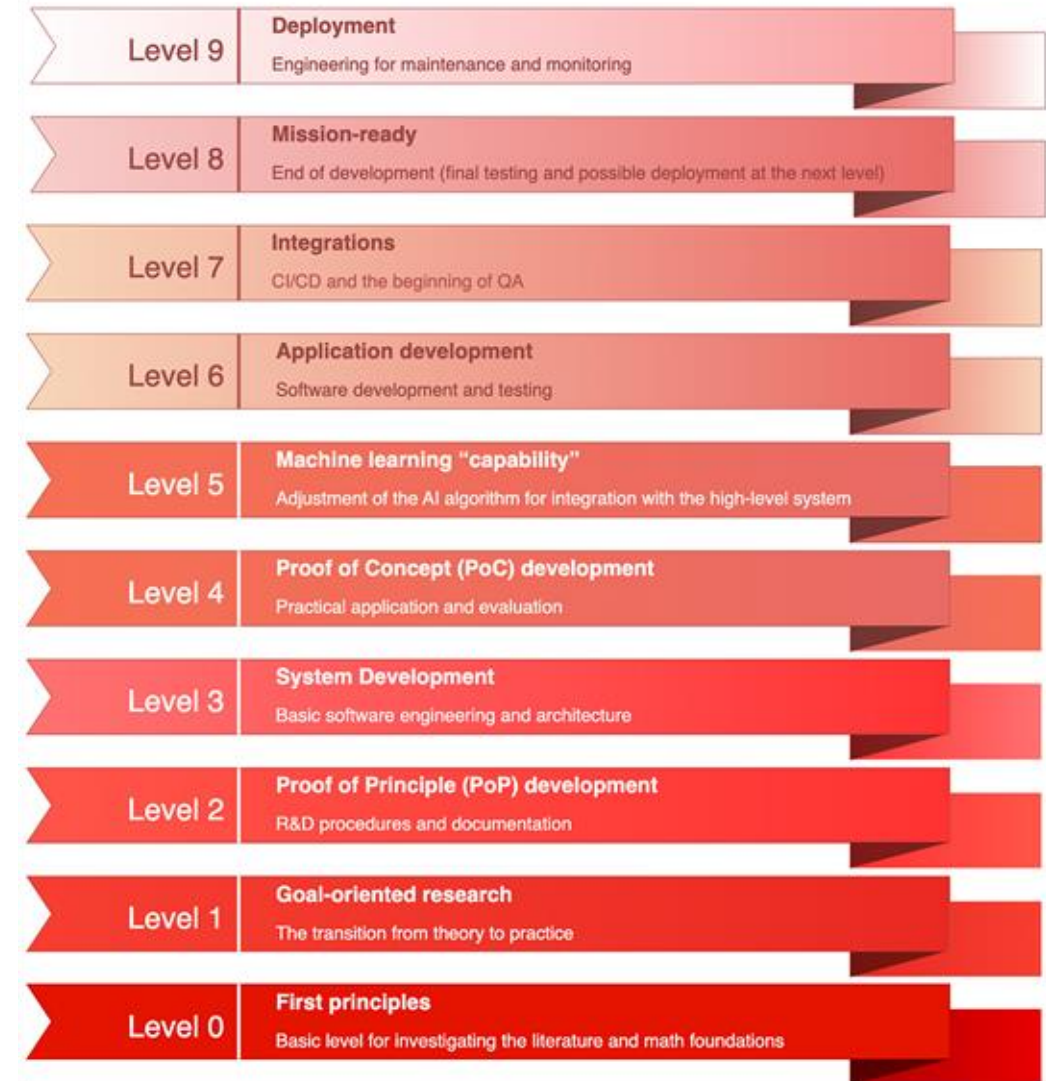 Level 9
Deployment
Engineering for maintenance and monitoring
Level 8
Mission-ready
End of development (final testing and possible deployment at the next level)
Level 7
Integrations
CI/CD and the beginning of QA
Level 6
Application development
Software development and testing
Level 5
Machine learning “capability”
Adjustment of the AI algorithm for integration with the high-level system
Level 4
Proof of Concept (PoC) development
Practical application and evaluation
Level 3
System Development
Basic software engineering and architecture
Level 2
Proof of Principle (PoP) development
R&D procedures and documentation
Level 1
Goal-oriented research
The transition from theory to practice
Level 0
First principles
Basic level for investigating the literature and math foundations